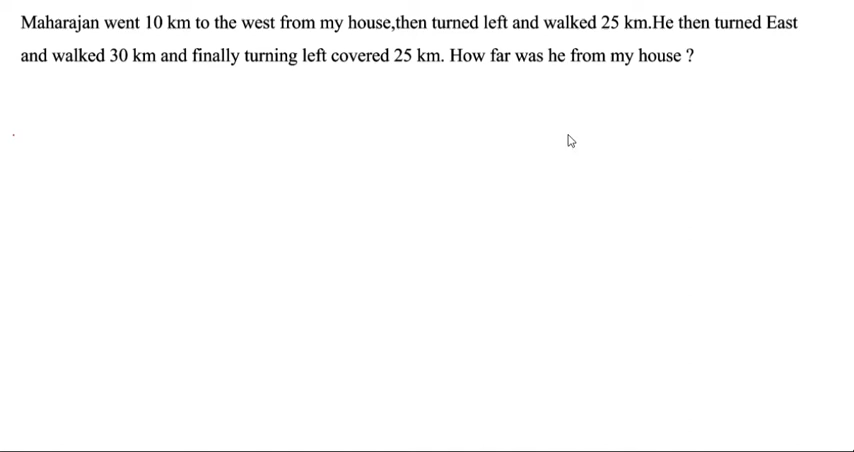 Maharajan went 10 km to the west from my house,then turned left and walked 25 km.He then turned East
and walked 30 km and finally turning left covered 25 km. How far was he from my house ?